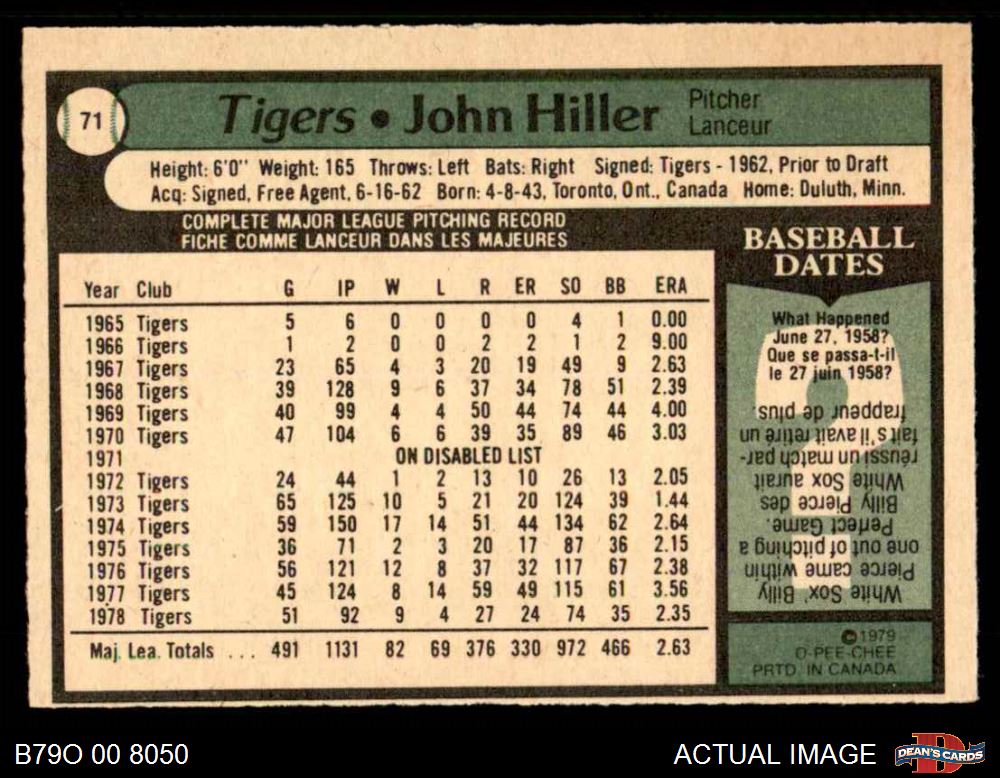 71
Tigers • John Hiller
Pitcher
Lanceur
Height: 6'0" Weight: 165 Throws: Left Bats: Right Signed: Tigers - 1962, Prior to Draft
Acq: Signed, Free Agent, 6-16-62 Born: 4-8-43, Toronto, Ont., Canada Home: Duluth, Minn.
COMPLETE MAJOR LEAGUE PITCHING RECORD
FICHE COMME LANCEUR DANS LES MAJEURES
Year Club G IP W L R ER SO BB ERA
1965 Tigers 5 6 0 0 0 0 4 1 0.00
1966 Tigers 1 2 0 0 2 2 1 2 9.00
1967 Tigers 23 65 4 3 20 19 49 9 2.63
1968 Tigers 39 128 9 6 37 34 78 51 2.39
1969 Tigers 40 99 4 4 50 44 74 44 4.00
1970 Tigers 47 104 6 6 39 35 89 46 3.03
1971 ON DISABLED LIST
1972 Tigers 24 44 1 2 13 10 26 13 2.05
1973 Tigers 65 125 10 5 21 20 124 39 1.44
1974 Tigers 59 150 17 14 51 44 134 62 2.64
1975 Tigers 36 71 2 3 20 17 87 36 2.15
1976 Tigers 56 121 12 8 37 32 117 67 2.38
1977 Tigers 45 124 8 14 59 49 115 61 3.56
1978 Tigers 51 92 9 4 27 24 74 35 2.35
Maj. Lea. Totals ... 491 1131 82 69 376 330 972 466 2.63
BASEBALL
DATES
What Happened
June 27, 1958?
Que se passa-t-il
le 27 juin 1958?
White Sox' Billy
Pierce came within
one out of pitching a
Perfect Game.
Billy Pierce des
White Sox aurait
réussi un match par-
fait s'il avait retiré un
frappeur de plus.
©1979
O-PEE-CHEE
PRTD. IN CANADA
B79O 00 8050
ACTUAL IMAGE
DEAN'S CARDS